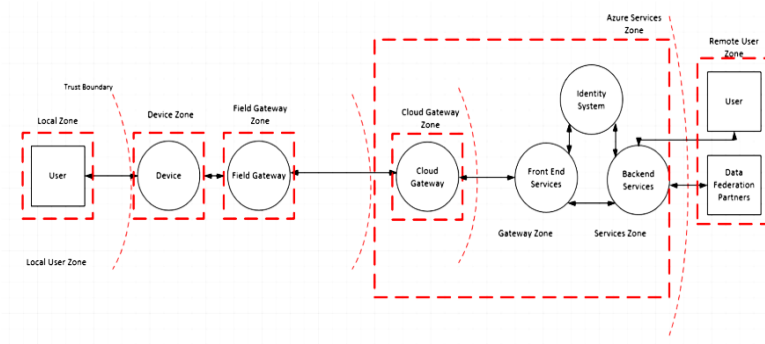 Azure Services
Zone
Remote User
Zone
Trust Boundary
Local Zone
Device Zone
Field Gateway
Zone
Cloud Gateway
Zone
Identity
System
User
User
Device
Field Gateway
Cloud
Gateway
Front End
Services
Backend
Services
Data
Federation
Partners
Gateway Zone
Services Zone
Local User Zone